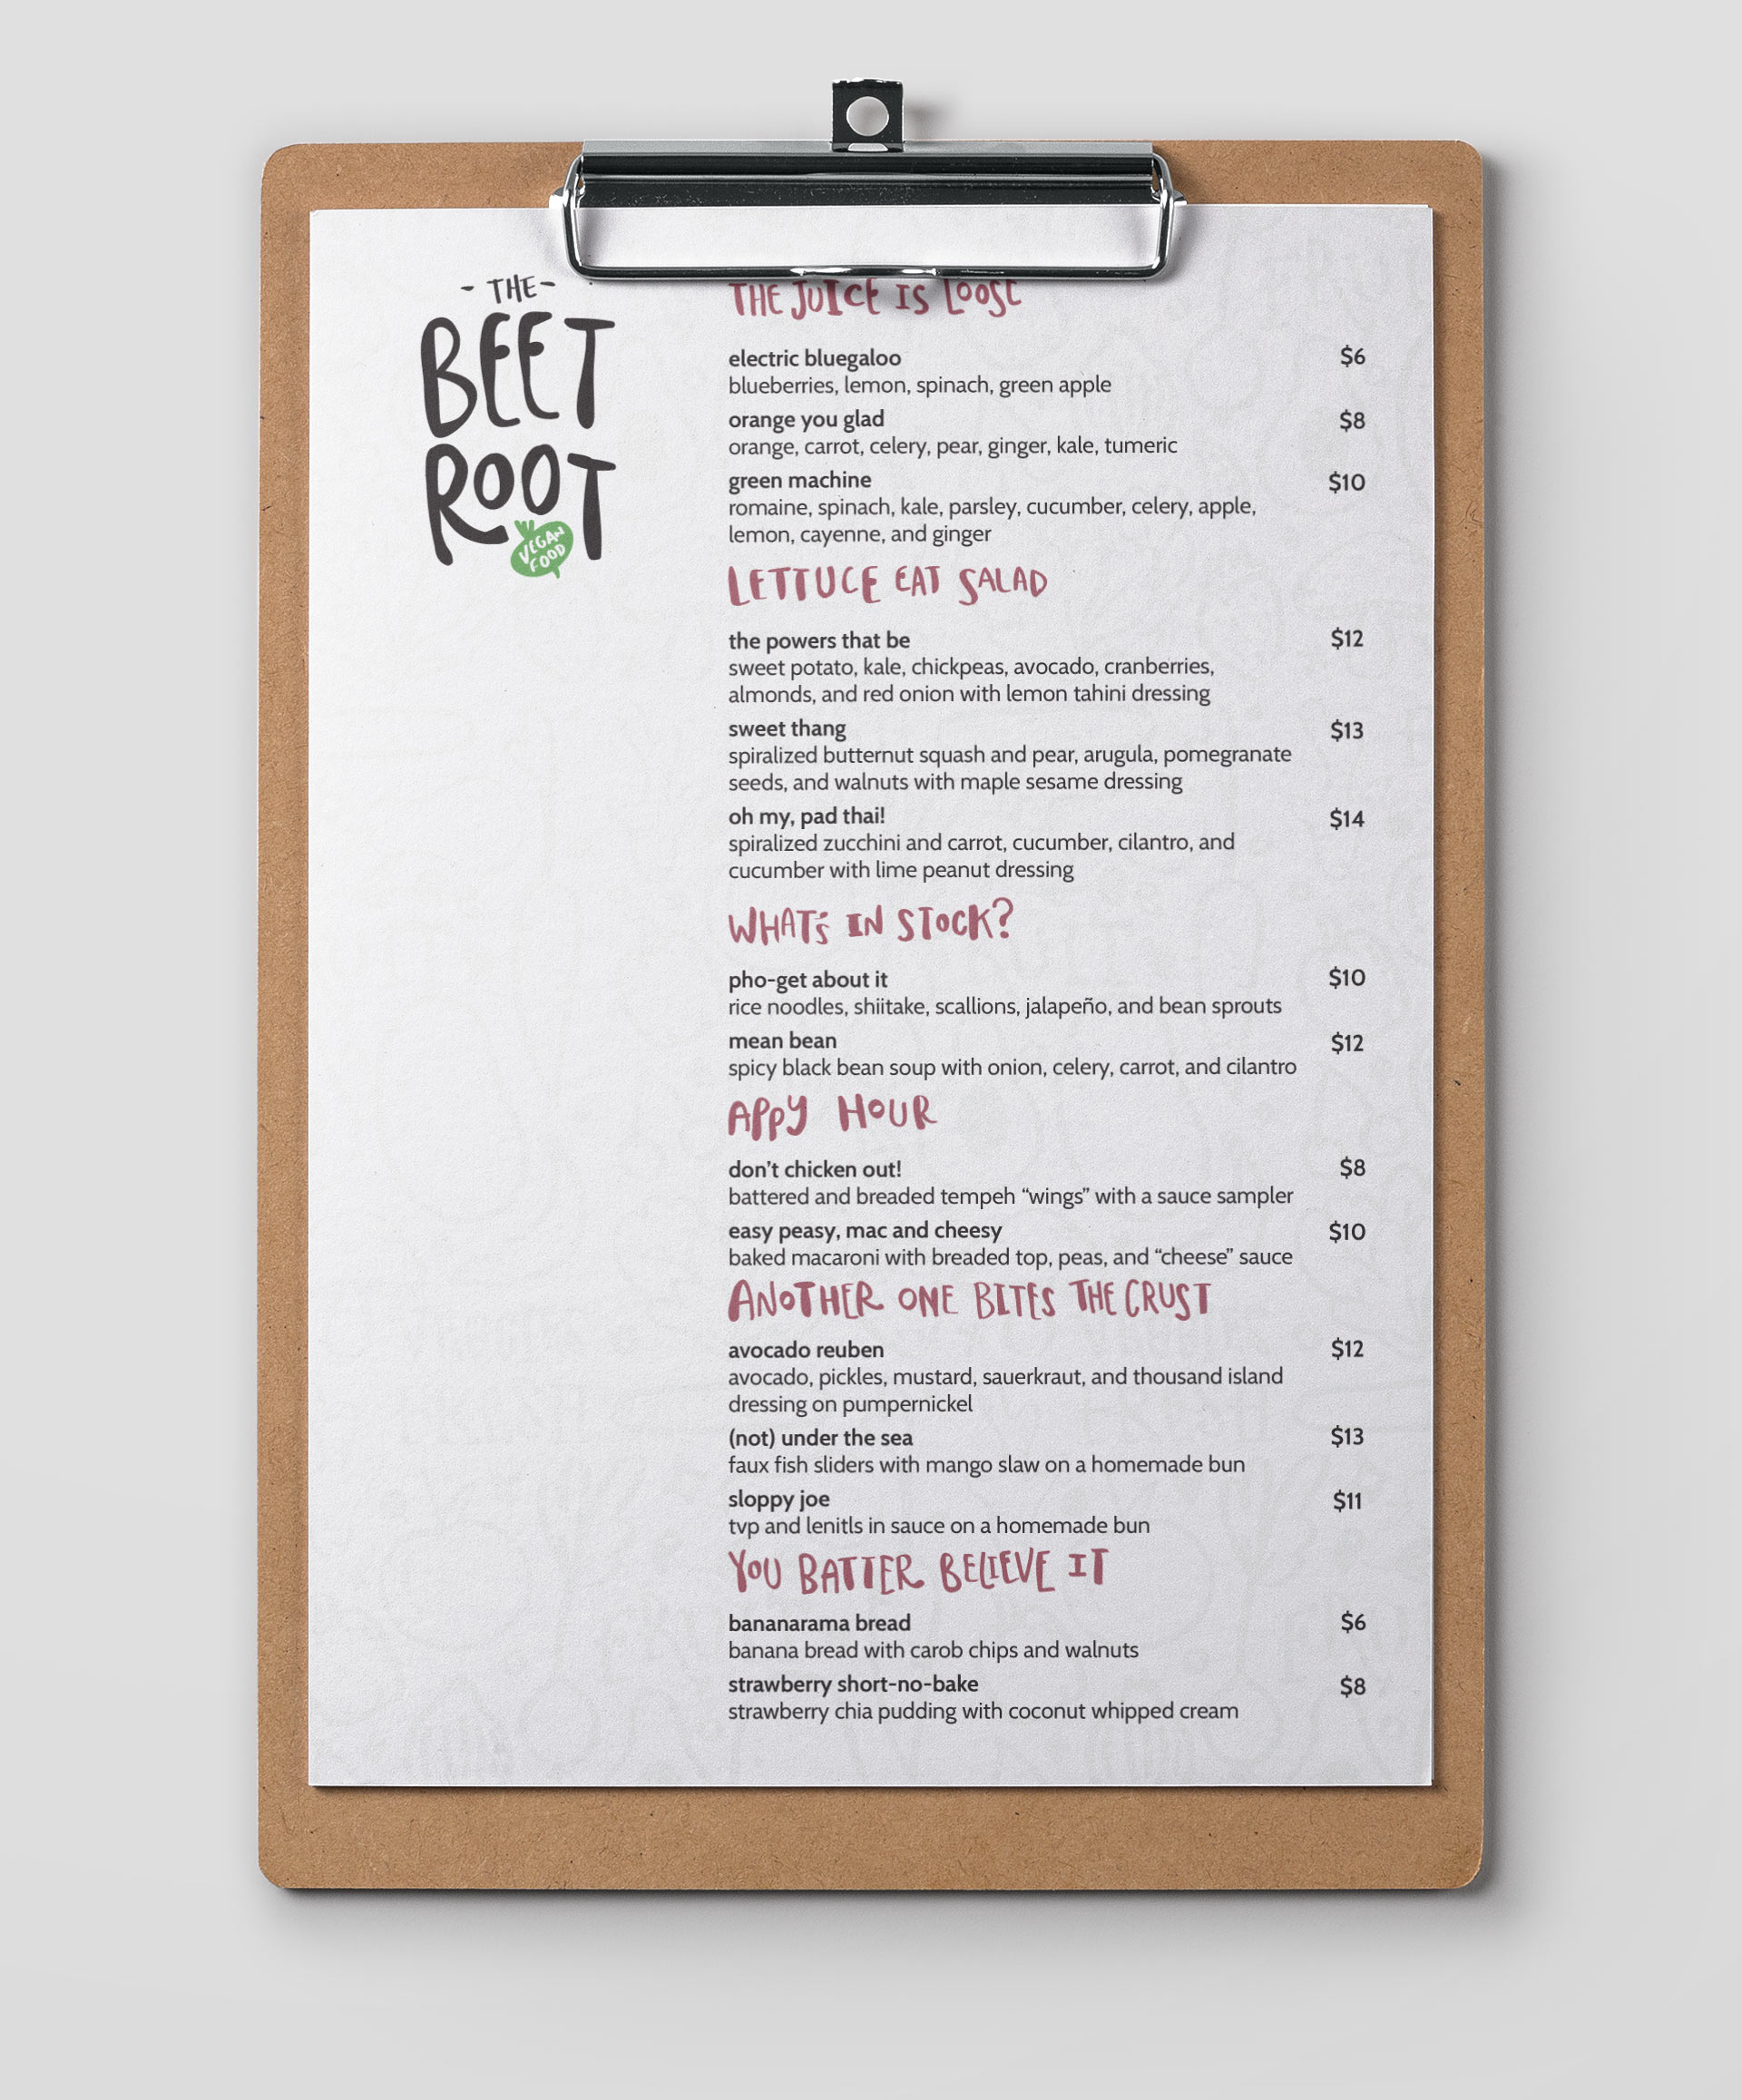 - THE -
BEET
ROOT
VEGAN
FOOD
THE JUICE IS LOOSE
electric bluegaloo $6
blueberries, lemon, spinach, green apple
orange you glad $8
orange, carrot, celery, pear, ginger, kale, tumeric
green machine $10
romaine, spinach, kale, parsley, cucumber, celery, apple,
lemon, cayenne, and ginger
LETTUCE EAT SALAD
the powers that be $12
sweet potato, kale, chickpeas, avocado, cranberries,
almonds, and red onion with lemon tahini dressing
sweet thang $13
spiralized butternut squash and pear, arugula, pomegranate
seeds, and walnuts with maple sesame dressing
oh my, pad thai! $14
spiralized zucchini and carrot, cucumber, cilantro, and
cucumber with lime peanut dressing
WHAT'S IN STOCK?
pho-get about it $10
rice noodles, shiitake, scallions, jalapeño, and bean sprouts
mean bean $12
spicy black bean soup with onion, celery, carrot, and cilantro
APPY HOUR
don’t chicken out! $8
battered and breaded tempeh “wings” with a sauce sampler
easy peasy, mac and cheesy $10
baked macaroni with breaded top, peas, and “cheese” sauce
ANOTHER ONE BITES THE CRUST
avocado reuben $12
avocado, pickles, mustard, sauerkraut, and thousand island
dressing on pumpernickel
(not) under the sea $13
faux fish sliders with mango slaw on a homemade bun
sloppy joe $11
tvp and lenitls in sauce on a homemade bun
YOU BATTER BELIEVE IT
bananarama bread $6
banana bread with carob chips and walnuts
strawberry short-no-bake $8
strawberry chia pudding with coconut whipped cream